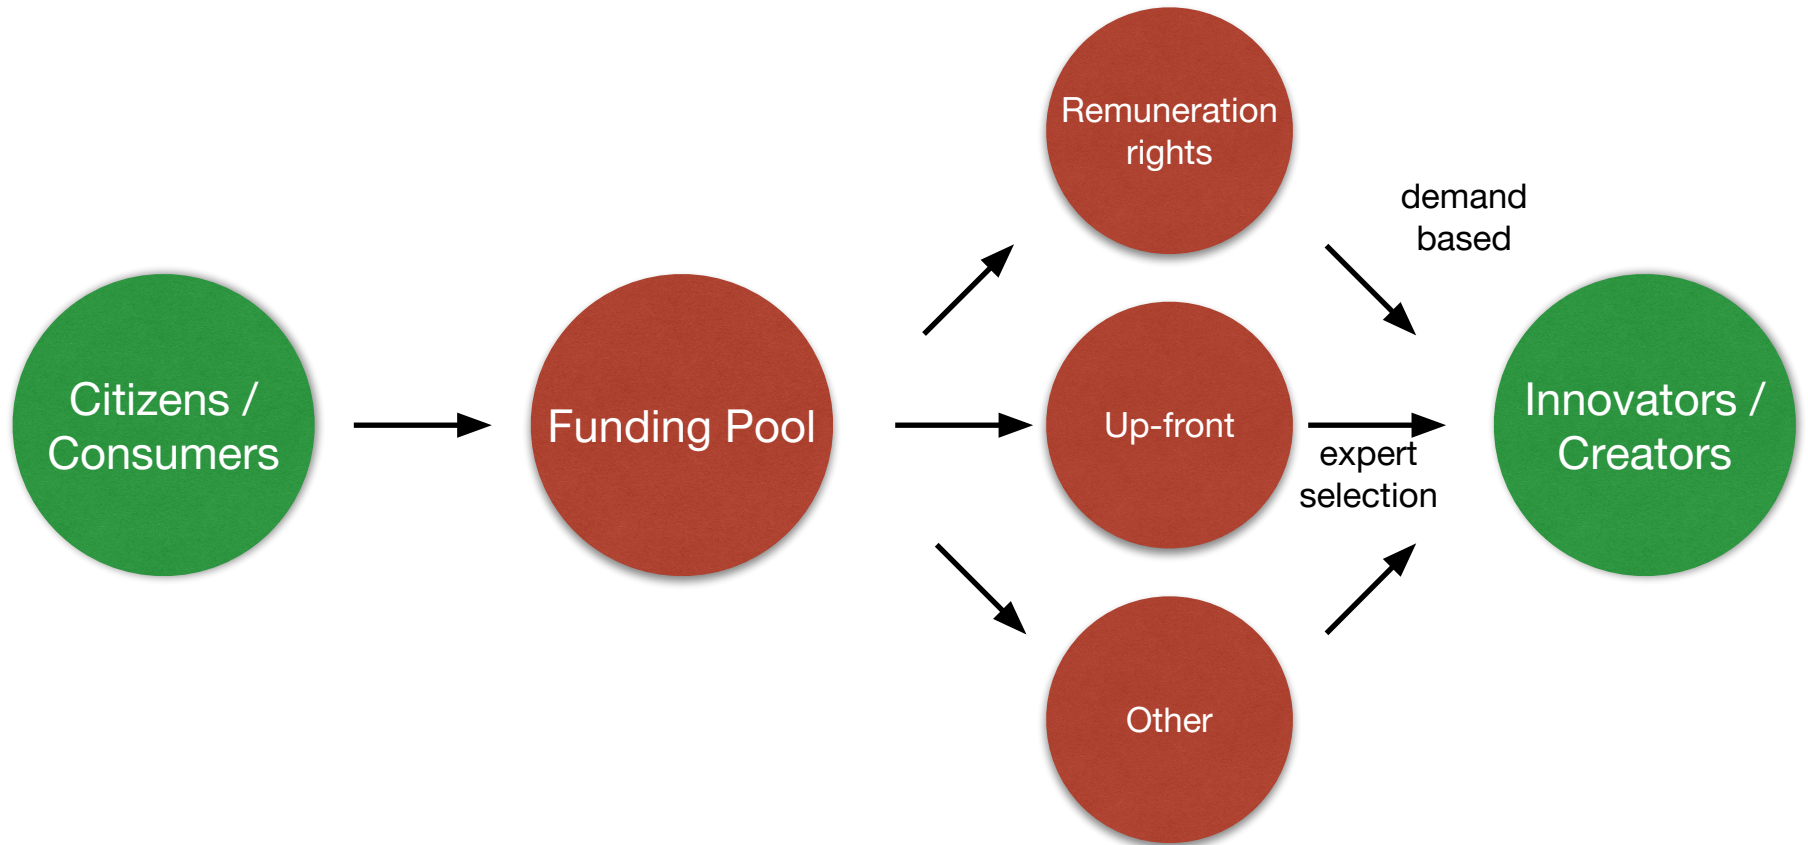 Citizens /
Consumers
Funding Pool
Remuneration
rights
demand
based
Up-front
expert
selection
Other
Innovators /
Creators